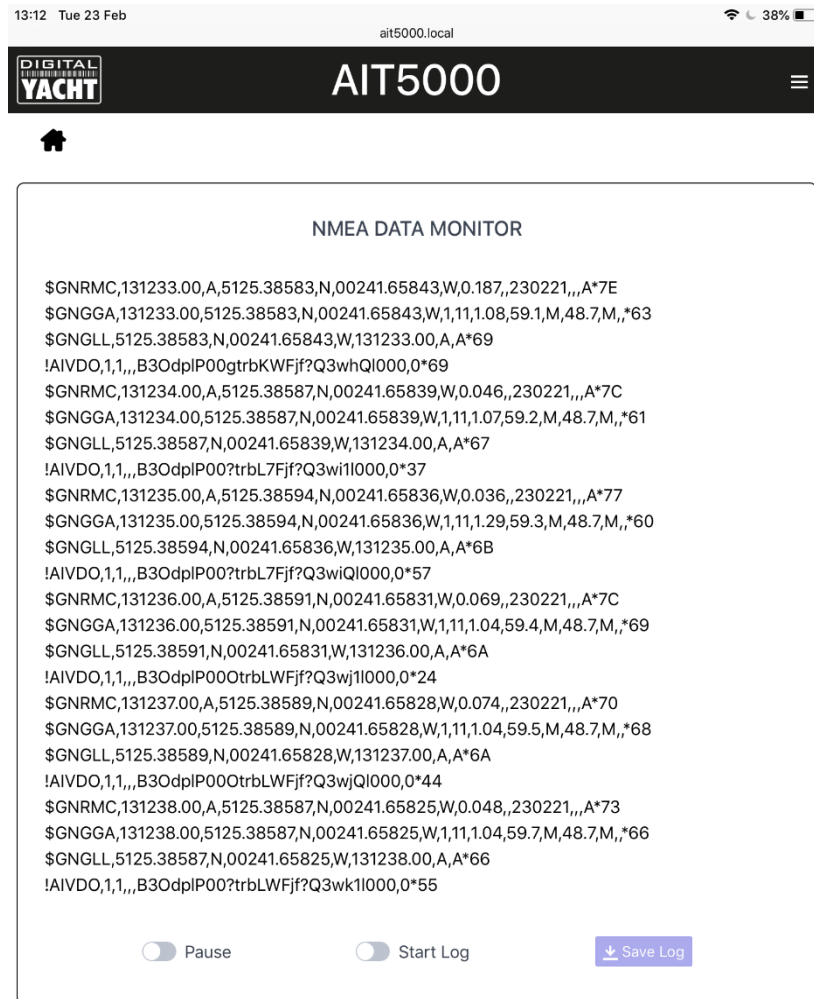 13:12 Tue 23 Feb
38%
ait5000.local
DIGITAL
YACHT
AIT5000
NMEA DATA MONITOR
$GNRMC,131233.00,A,5125.38583,N,00241.65843,W,0.187,,230221,,,A*7E
$GNGGA,131233.00,5125.38583,N,00241.65843,W,1,11,1.08,59.1,M,48.7,M,,*63
$GNGLL,5125.38583,N,00241.65843,W,131233.00,A,A*69
!AIVDO,1,1,,,B3OdplP00gtrbKWFjf?Q3whQl000,0*69
$GNRMC,131234.00,A,5125.38587,N,00241.65839,W,0.046,,230221,,,A*7C
$GNGGA,131234.00,5125.38587,N,00241.65839,W,1,11,1.07,59.2,M,48.7,M,,*61
$GNGLL,5125.38587,N,00241.65839,W,131234.00,A,A*67
!AIVDO,1,1,,,B3OdplP00?trbL7Fjf?Q3wi1l000,0*37
$GNRMC,131235.00,A,5125.38594,N,00241.65836,W,0.036,,230221,,,A*77
$GNGGA,131235.00,5125.38594,N,00241.65836,W,1,11,1.29,59.3,M,48.7,M,,*60
$GNGLL,5125.38594,N,00241.65836,W,131235.00,A,A*6B
!AIVDO,1,1,,,B3OdplP00?trbL7Fjf?Q3wiQl000,0*57
$GNRMC,131236.00,A,5125.38591,N,00241.65831,W,0.069,,230221,,,A*7C
$GNGGA,131236.00,5125.38591,N,00241.65831,W,1,11,1.04,59.4,M,48.7,M,,*69
$GNGLL,5125.38591,N,00241.65831,W,131236.00,A,A*6A
!AIVDO,1,1,,,B3OdplP00OtrbLWFjf?Q3wj1l000,0*24
$GNRMC,131237.00,A,5125.38589,N,00241.65828,W,0.074,,230221,,,A*70
$GNGGA,131237.00,5125.38589,N,00241.65828,W,1,11,1.04,59.5,M,48.7,M,,*68
$GNGLL,5125.38589,N,00241.65828,W,131237.00,A,A*6A
!AIVDO,1,1,,,B3OdplP00OtrbLWFjf?Q3wjQl000,0*44
$GNRMC,131238.00,A,5125.38587,N,00241.65825,W,0.048,,230221,,,A*73
$GNGGA,131238.00,5125.38587,N,00241.65825,W,1,11,1.04,59.7,M,48.7,M,,*66
$GNGLL,5125.38587,N,00241.65825,W,131238.00,A,A*66
!AIVDO,1,1,,,B3OdplP00?trbLWFjf?Q3wk1l000,0*55
Pause Start Log Save Log